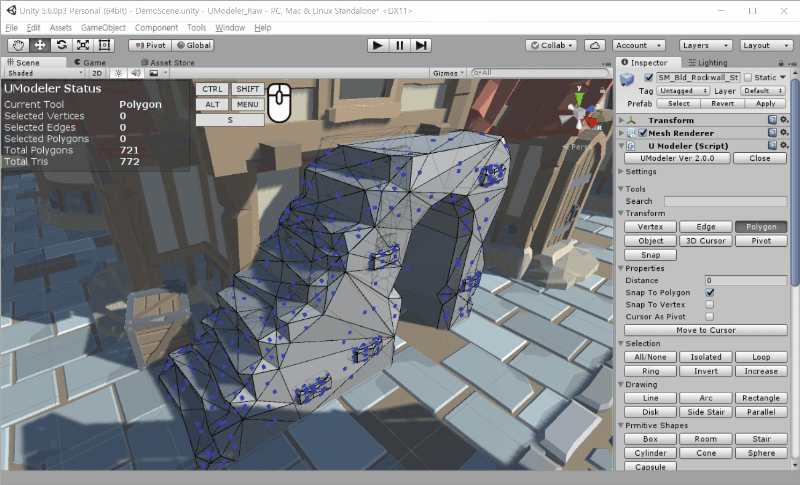 Unity 5.6.0p3 Personal (64bit) - DemoScene.unity - UModeler_Raw - PC, Mac & Linux Standalone* <DX11>
File Edit Assets GameObject Component Tools Window Help
Pivot Global Collab Account Layers Layout
Scene Game Asset Store
Shaded 2D Gizmos All
UModeler Status
Current Tool Polygon
Selected Vertices 0
Selected Edges 0
Selected Polygons 0
Total Polygons 721
Total Tris 772
CTRL SHIFT
ALT MENU
S
y
x
Persp
Inspector Lighting
SM_Bld_Rockwall_St Static
Tag Untagged Layer Default
Prefab Select Revert Apply
Transform
Mesh Renderer
U Modeler (Script)
UModeler Ver 2.0.0 Close
Settings
Tools
Search
Transform
Vertex Edge Polygon
Object 3D Cursor Pivot
Snap
Properties
Distance 0
Snap To Polygon
Snap To Vertex
Cursor As Pivot
Move to Cursor
Selection
All/None Isolated Loop
Ring Invert Increase
Drawing
Line Arc Rectangle
Disk Side Stair Parallel
Prmitive Shapes
Box Room Stair
Cylinder Cone Sphere
Capsule